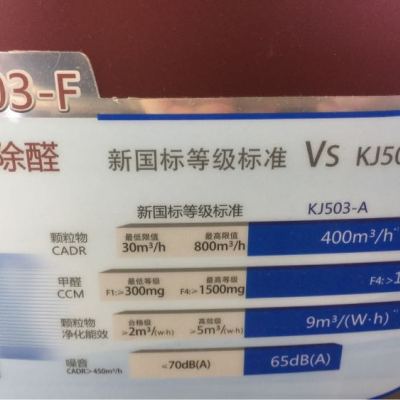 03-F
除醛
新国标等级标准 VS KJ50
新国标等级标准 KJ503-A
颗粒物 最低限值 最高限值
CADR 30m³/h 800m³/h 400m³/h
甲醛 最低等级 最高等级
CCM F1:≥300mg F4:≥1500mg F4:>1
颗粒物 合格级 高效级
净化能效 ≥2m³/(w·h) ≥5m³/(w·h) 9m³/(W·h)
噪音
CADR>450m³/h ≤70dB(A) 65dB(A)